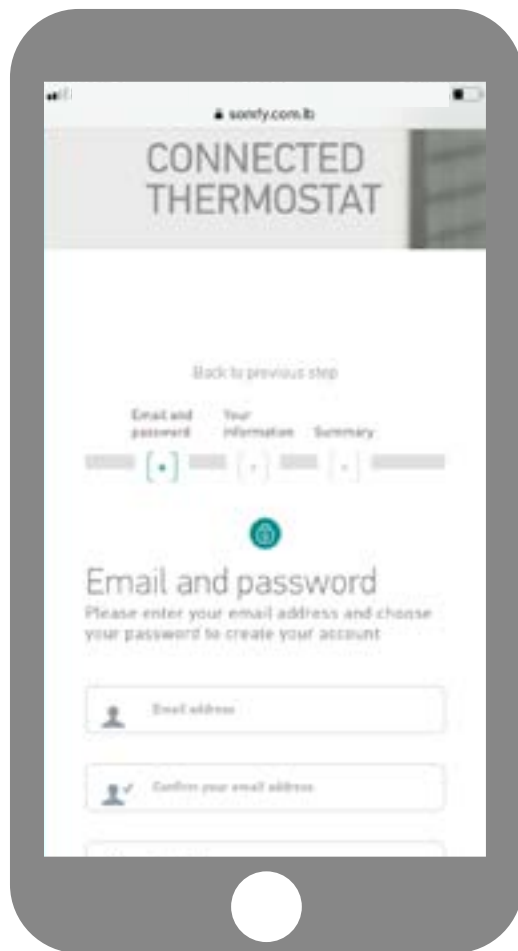 somfy.com.lb
CONNECTED
THERMOSTAT
Back to previous step
Email and
password
Your
information
Summary
Email and password
Please enter your email address and choose
your password to create your account
Email address
Confirm your email address